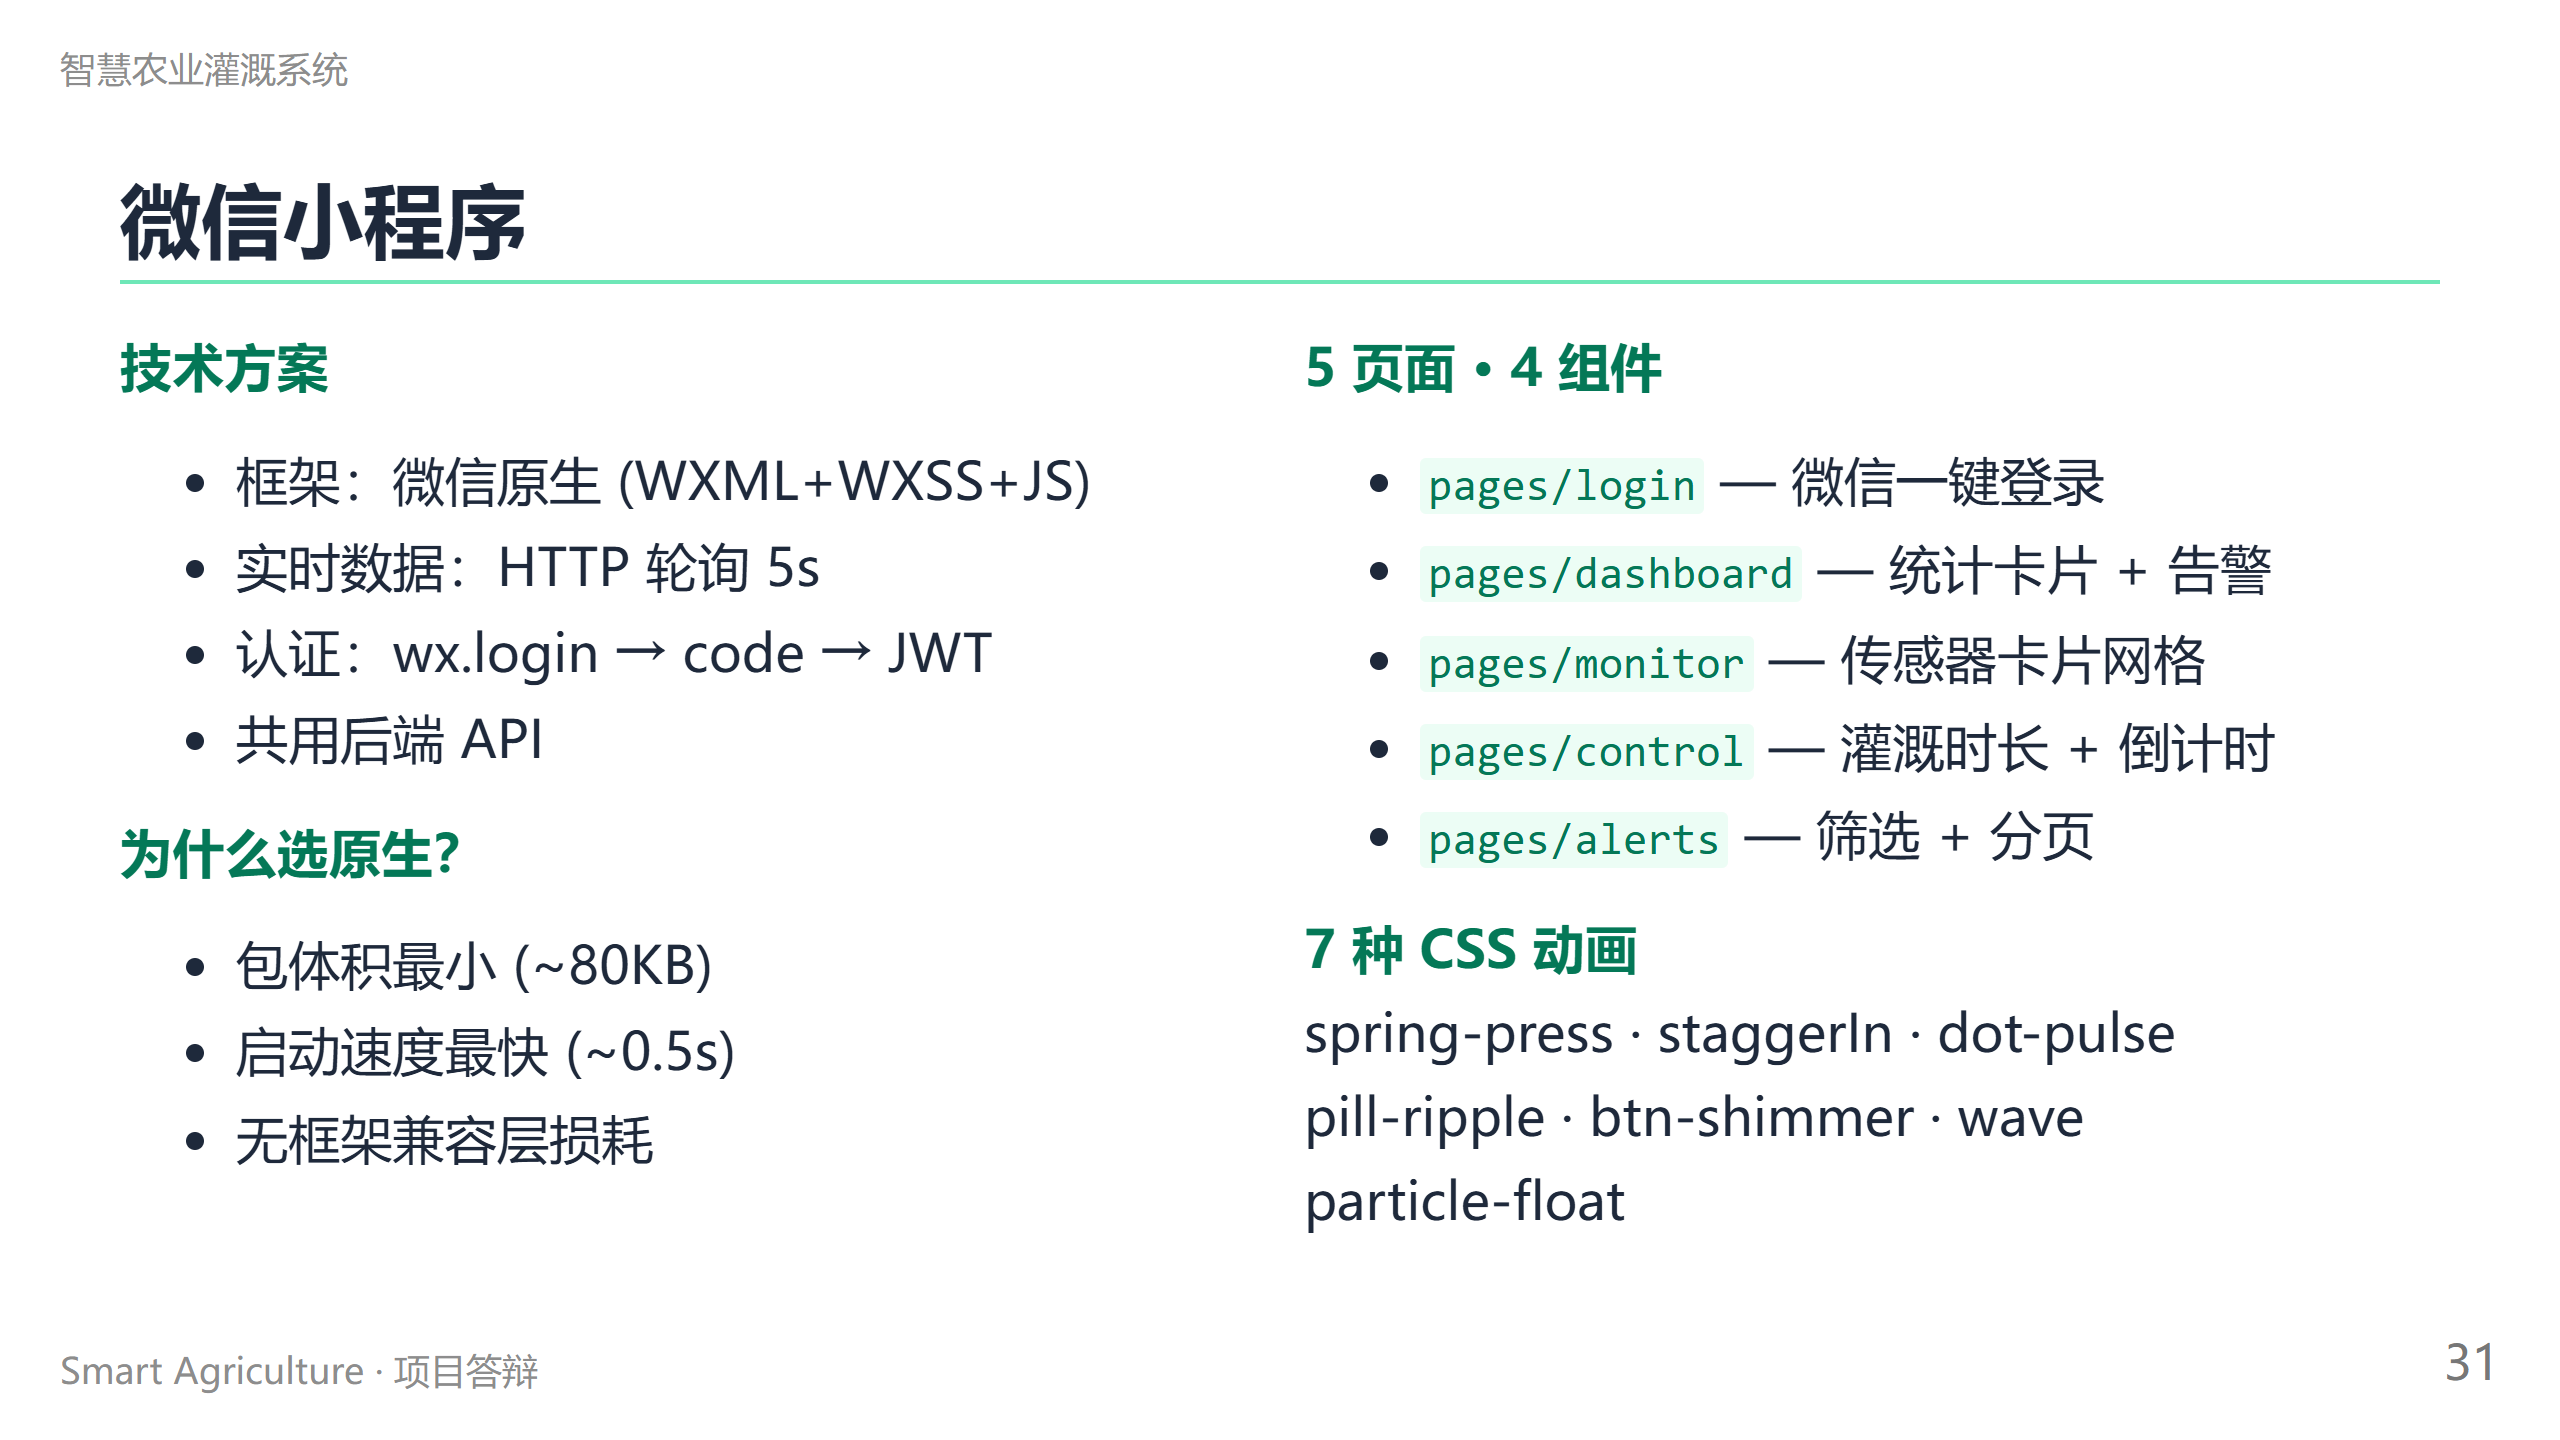 智慧农业灌溉系统
微信小程序
技术方案
• 框架：微信原生 (WXML+WXSS+JS)
• 实时数据：HTTP 轮询 5s
• 认证：wx.login → code → JWT
• 共用后端 API
为什么选原生？
• 包体积最小 (~80KB)
• 启动速度最快 (~0.5s)
• 无框架兼容层损耗
5 页面 · 4 组件
• pages/login — 微信一键登录
• pages/dashboard — 统计卡片 + 告警
• pages/monitor — 传感器卡片网格
• pages/control — 灌溉时长 + 倒计时
• pages/alerts — 筛选 + 分页
7 种 CSS 动画
spring-press · staggerIn · dot-pulse
pill-ripple · btn-shimmer · wave
particle-float
Smart Agriculture · 项目答辩
31